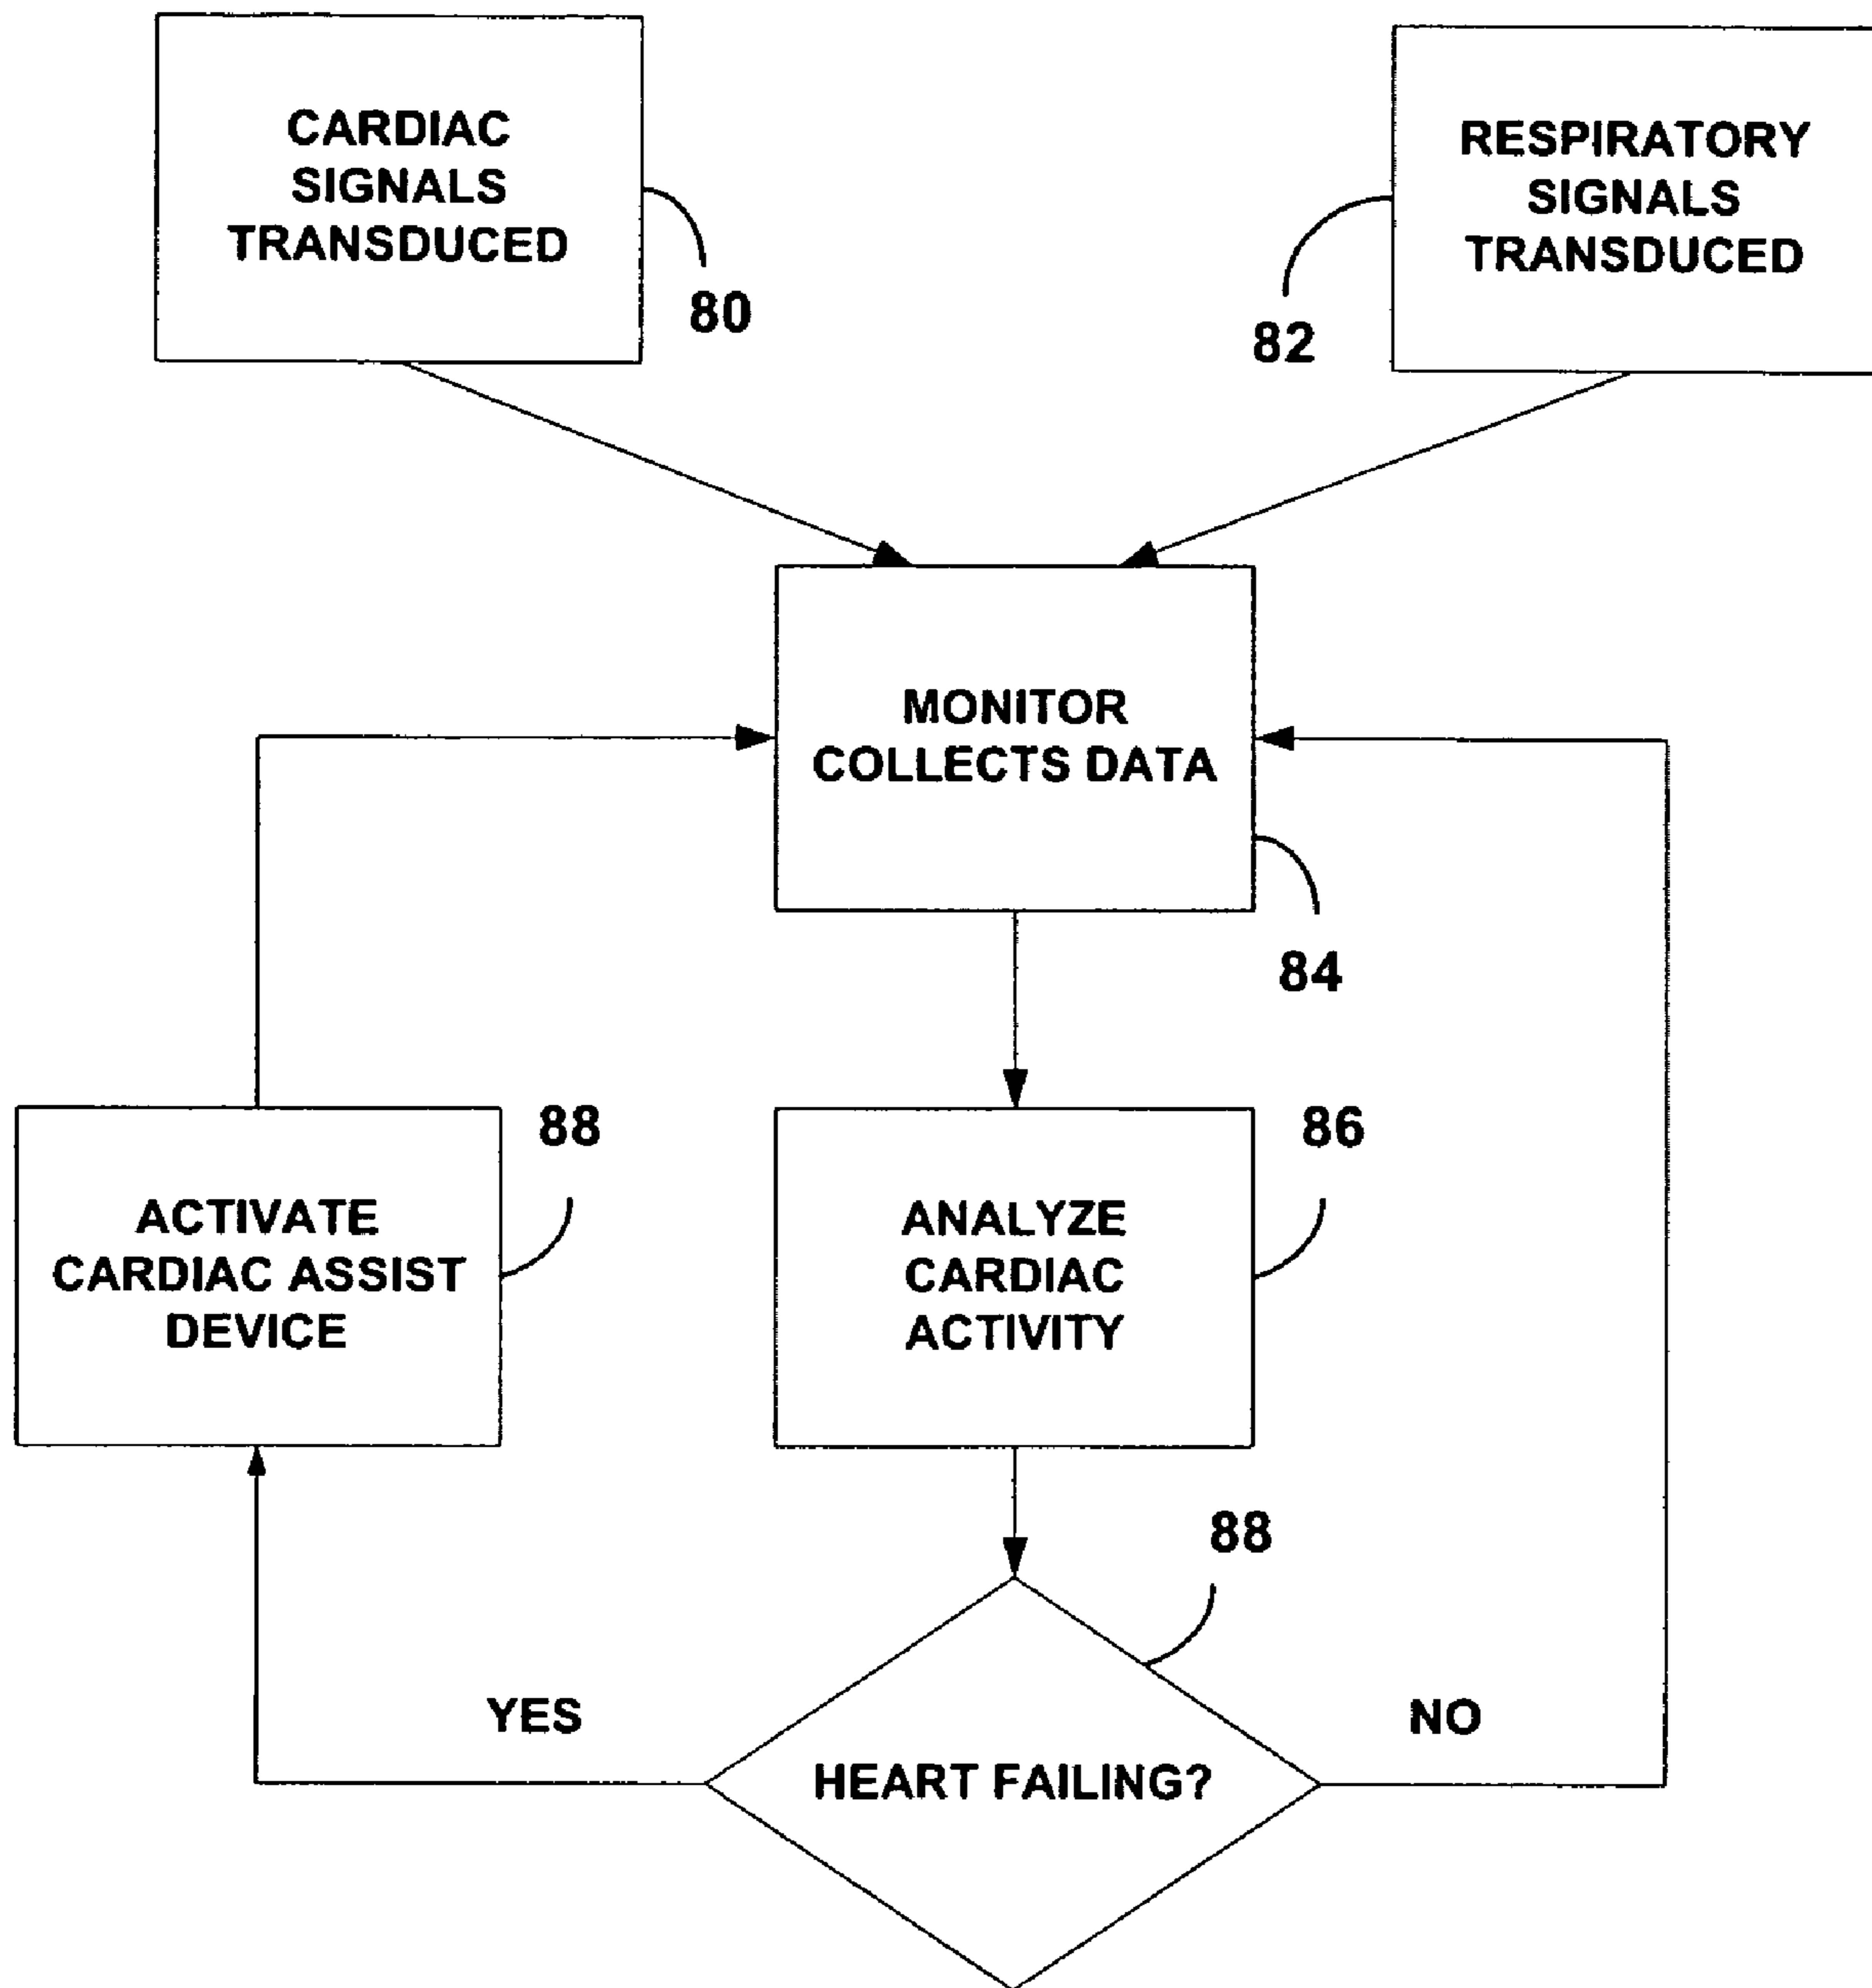 CARDIAC
SIGNALS
TRANSDUCED
80
RESPIRATORY
SIGNALS
TRANSDUCED
82
MONITOR
COLLECTS DATA
84
ACTIVATE
CARDIAC ASSIST
DEVICE
88
ANALYZE
CARDIAC
ACTIVITY
86
88
YES
HEART FAILING?
NO